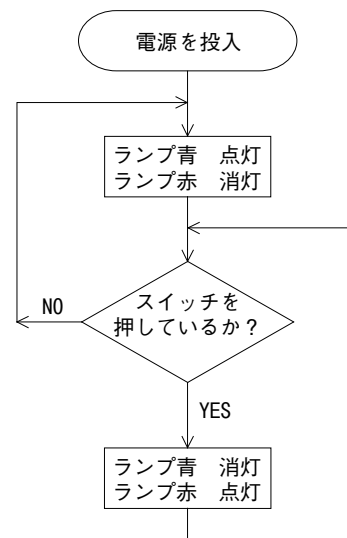 電源を投入
ランプ青　点灯
ランプ赤　消灯
スイッチを
押しているか？
NO
YES
ランプ青　消灯
ランプ赤　点灯